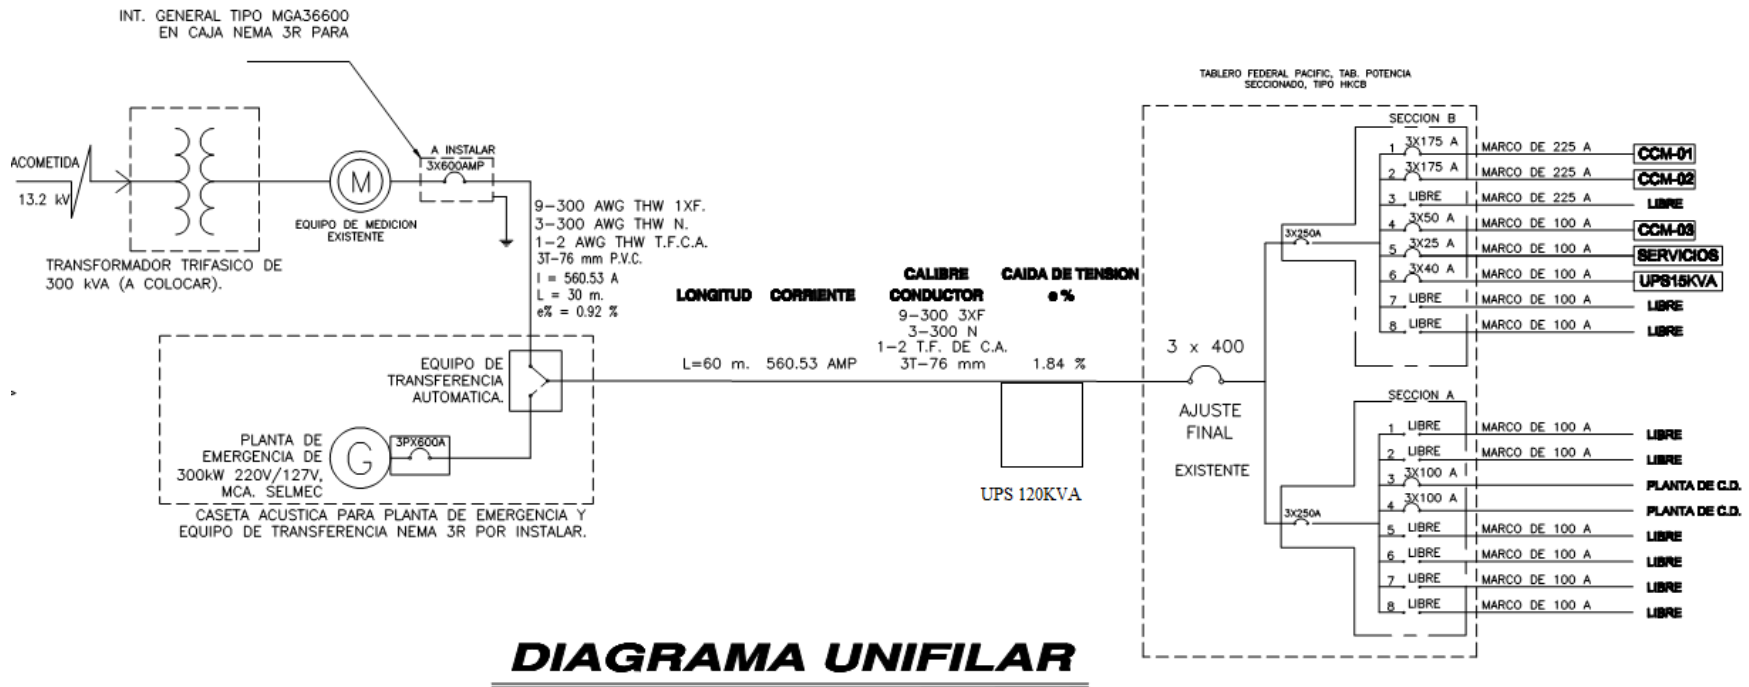 INT. GENERAL TIPO MGA36600
EN CAJA NEMA 3R PARA
ACOMETIDA
13.2 kV
TRANSFORMADOR TRIFASICO DE
300 kVA (A COLOCAR).
M
EQUIPO DE MEDICION
EXISTENTE
A INSTALAR
3X600AMP
9-300 AWG THW 1XF.
3-300 AWG THW N.
1-2 AWG THW T.F.C.A.
3T-76 mm P.V.C.
I = 560.53 A
L = 30 m.
e% = 0.92 %
EQUIPO DE
TRANSFERENCIA
AUTOMATICA.
PLANTA DE
EMERGENCIA DE
300kW 220V/127V,
MCA. SELMEC
G
3PX600A
CASETA ACUSTICA PARA PLANTA DE EMERGENCIA Y
EQUIPO DE TRANSFERENCIA NEMA 3R POR INSTALAR.
LONGITUD
L=60 m.
CORRIENTE
560.53 AMP
CALIBRE
CONDUCTOR
9-300 3XF
3-300 N
1-2 T.F. DE C.A.
3T-76 mm
CAIDA DE TENSION
e %
1.84 %
UPS 120KVA
TABLERO FEDERAL PACIFIC, TAB. POTENCIA
SECCIONADO, TIPO HKCB
3 x 400
AJUSTE
FINAL
EXISTENTE
SECCION B
3X250A
1 3X175 A MARCO DE 225 A CCM-01
2 3X175 A MARCO DE 225 A CCM-02
3 LIBRE MARCO DE 225 A LIBRE
4 3X50 A MARCO DE 100 A CCM-03
5 3X25 A MARCO DE 100 A SERVICIOS
6 3X40 A MARCO DE 100 A UPS15KVA
7 LIBRE MARCO DE 100 A LIBRE
8 LIBRE MARCO DE 100 A LIBRE
SECCION A
3X250A
1 LIBRE MARCO DE 100 A LIBRE
2 LIBRE MARCO DE 100 A LIBRE
3 3X100 A PLANTA DE C.D.
4 3X100 A PLANTA DE C.D.
5 LIBRE MARCO DE 100 A LIBRE
6 LIBRE MARCO DE 100 A LIBRE
7 LIBRE MARCO DE 100 A LIBRE
8 LIBRE MARCO DE 100 A LIBRE
DIAGRAMA UNIFILAR